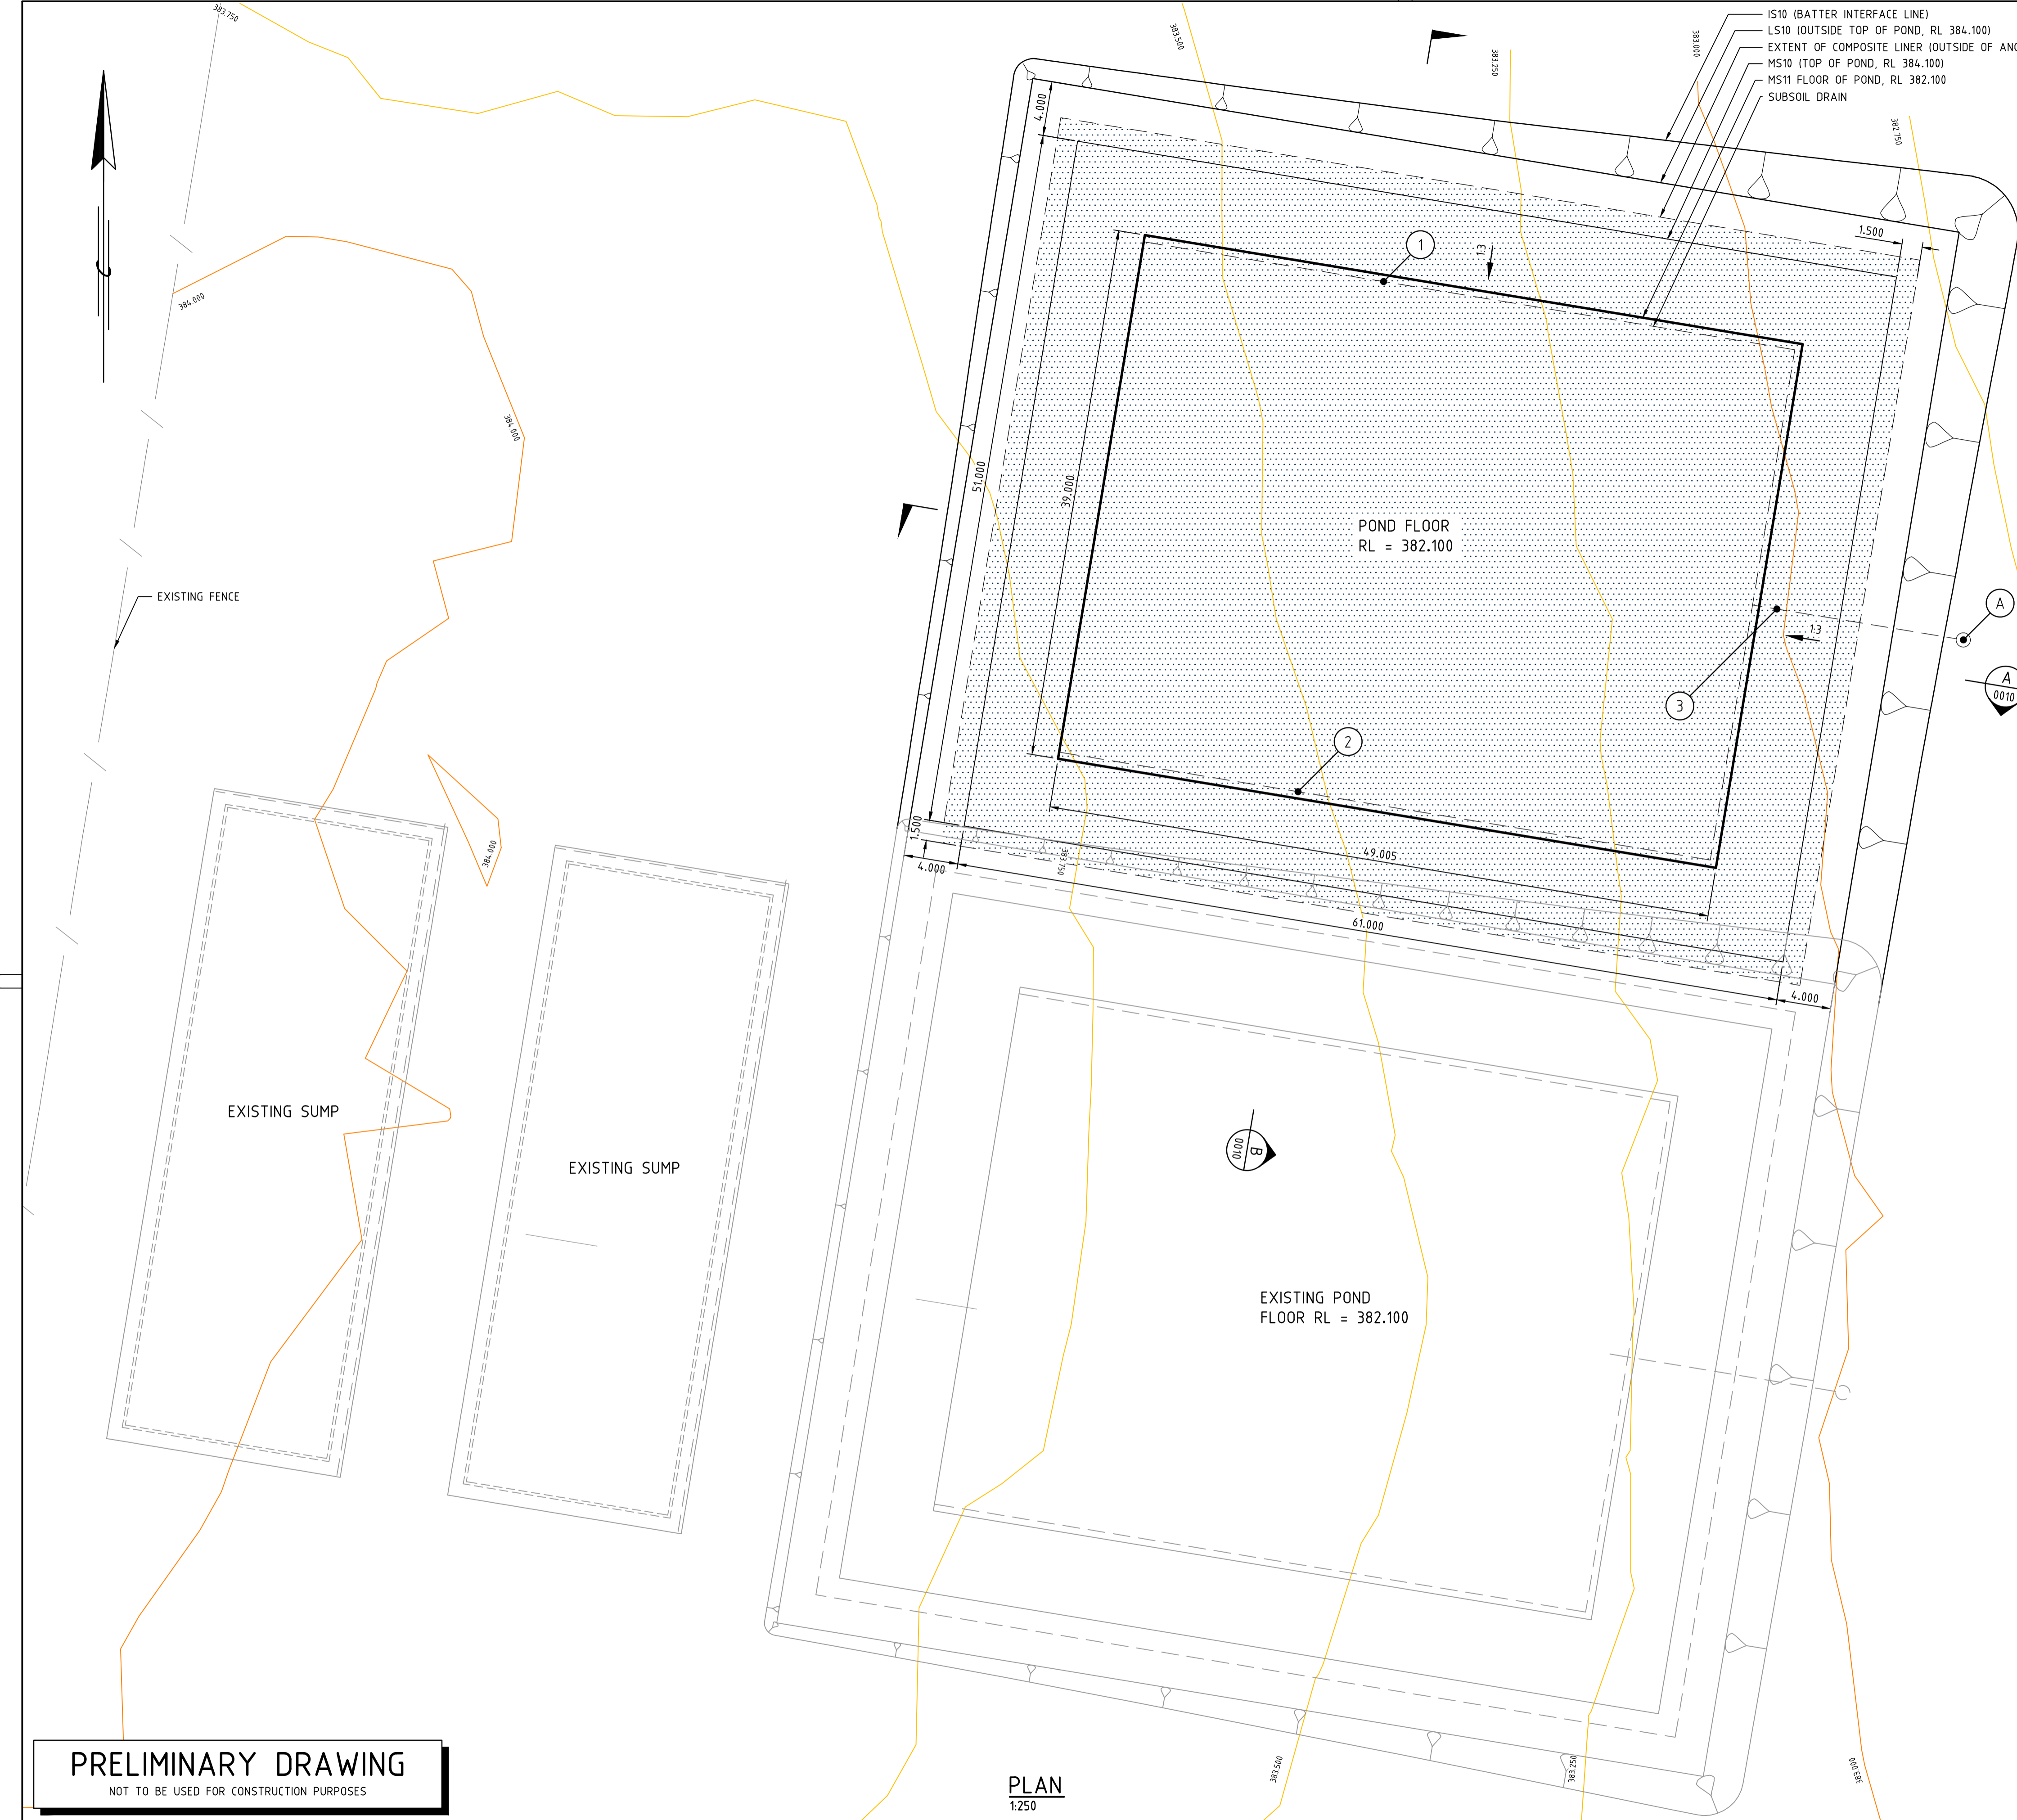 383.750
383.500
383.250
383.000
IS10 (BATTER INTERFACE LINE)
LS10 (OUTSIDE TOP OF POND, RL 384.100)
EXTENT OF COMPOSITE LINER (OUTSIDE OF
MS10 (TOP OF POND, RL 384.100)
MS11 FLOOR OF POND, RL 382.100
SUBSOIL DRAIN
382.750
4.000
1.500
1
1:3
384.000
384.000
51.000
39.000
POND FLOOR
RL = 382.100
EXISTING FENCE
A
1:3
A
0010
3
2
384.000
1.500
4.000
383.750
49.005
61.000
4.000
EXISTING SUMP
EXISTING SUMP
B
0010
EXISTING POND
FLOOR RL = 382.100
PRELIMINARY DRAWING
NOT TO BE USED FOR CONSTRUCTION PURPOSES
PLAN
1:250
383.500
383.250
383.000